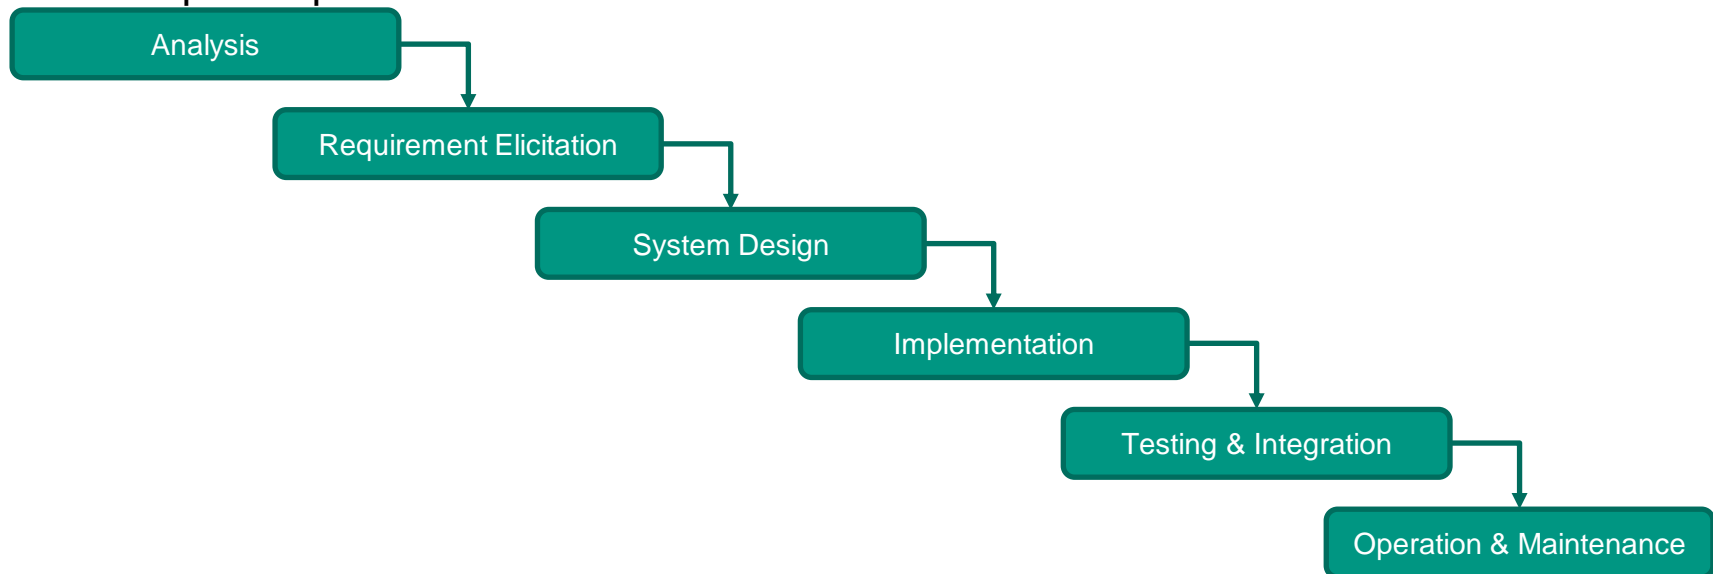 Analysis
Requirement Elicitation
System Design
Implementation
Testing & Integration
Operation & Maintenance